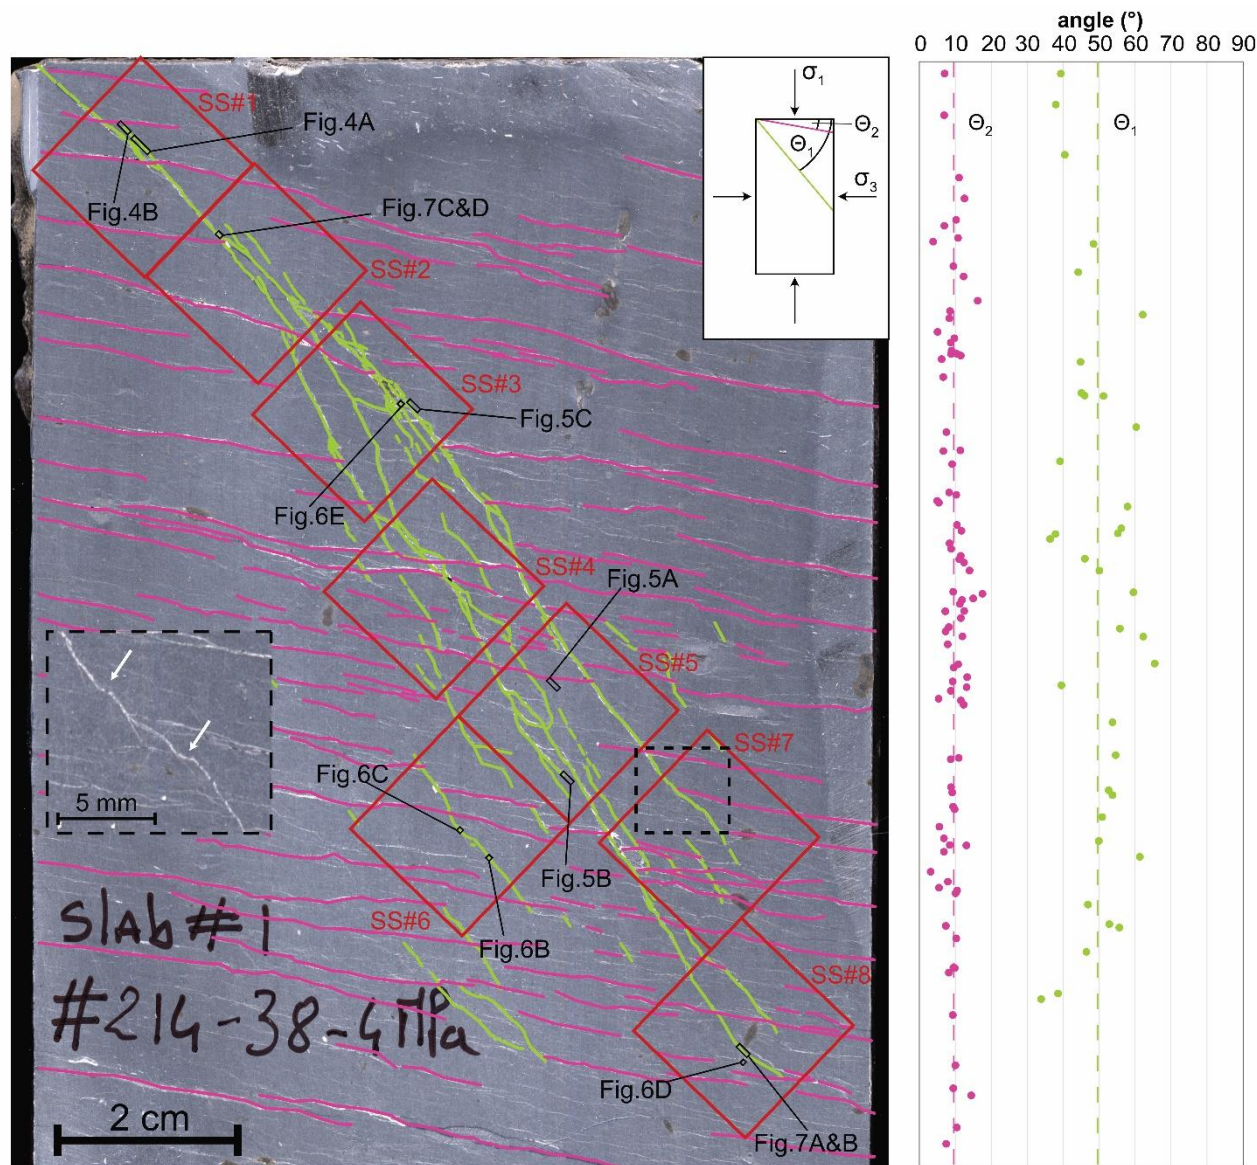 angle (°)
0 10 20 30 40 50 60 70 80 90
σ1
Θ2
Θ1
σ3
Θ2
Θ1
SS#1
Fig.4A
Fig.4B
Fig.7C&D
SS#2
SS#3
Fig.5C
Fig.6E
SS#4
Fig.5A
SS#5
SS#7
Fig.6C
5 mm
Fig.5B
SS#6
Fig.6B
SS#8
Slab #1
#214-38-4MPa
Fig.6D
2 cm
Fig.7A&B